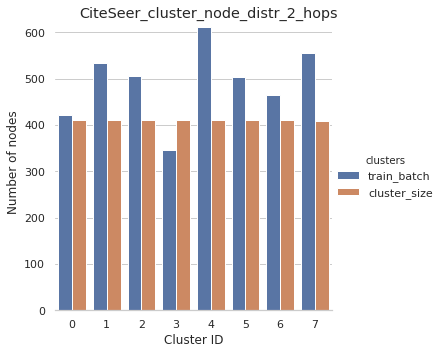 CiteSeer_cluster_node_distr_2_hops
600
500
400
300
200
100
0
Number of nodes
0 1 2 3 4 5 6 7
Cluster ID
clusters
train_batch
cluster_size